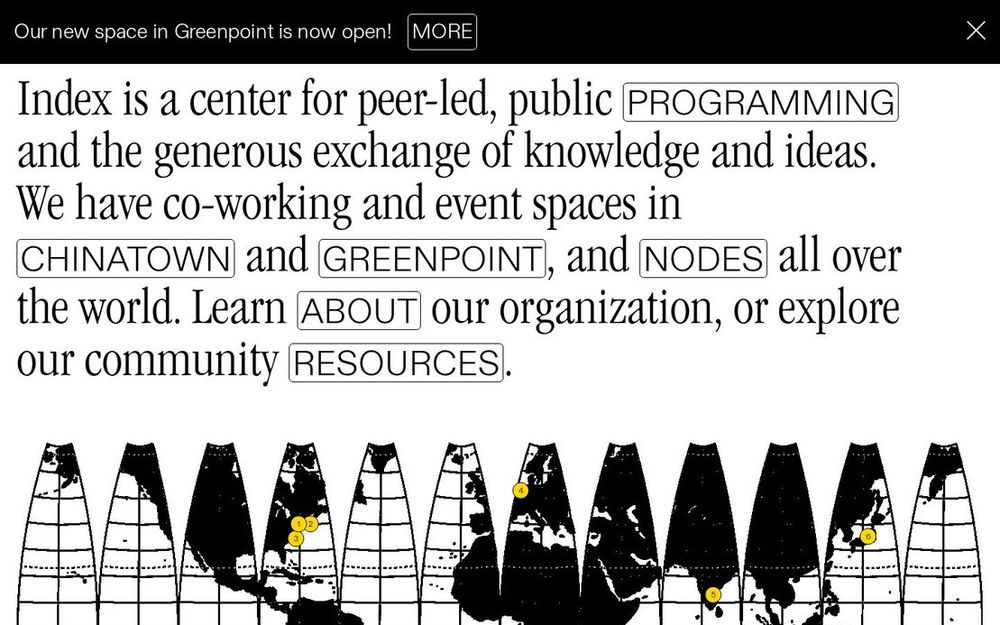 Our new space in Greenpoint is now open! MORE
Index is a center for peer-led, public PROGRAMMING
and the generous exchange of knowledge and ideas.
We have co-working and event spaces in
CHINATOWN and GREENPOINT, and NODES all over
the world. Learn ABOUT our organization, or explore
our community RESOURCES.
4
1 2
3
6
5